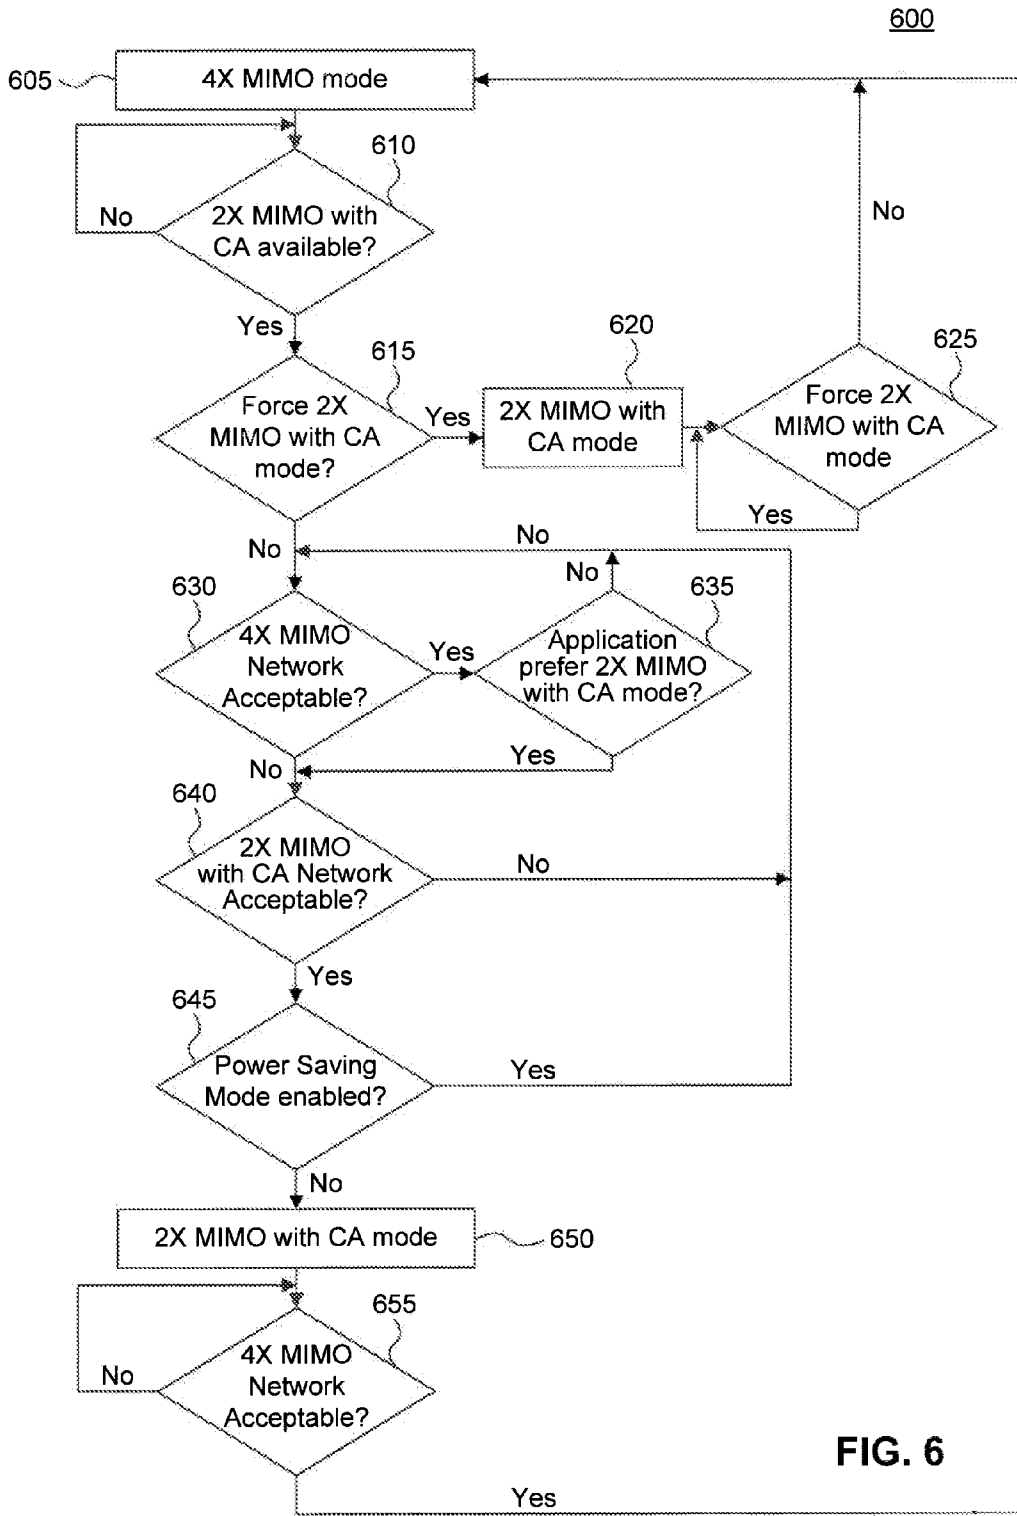 600
605
4X MIMO mode
610
2X MIMO with
CA available?
No
Yes
615
Force 2X
MIMO with CA
mode?
Yes
620
2X MIMO with
CA mode
625
Force 2X
MIMO with CA
mode
No
Yes
No
No
630
4X MIMO
Network
Acceptable?
Yes
635
Application
prefer 2X MIMO
with CA mode?
No
Yes
No
640
2X MIMO
with CA Network
Acceptable?
No
Yes
645
Power Saving
Mode enabled?
Yes
No
2X MIMO with CA mode
650
655
4X MIMO
Network
Acceptable?
No
Yes
FIG. 6